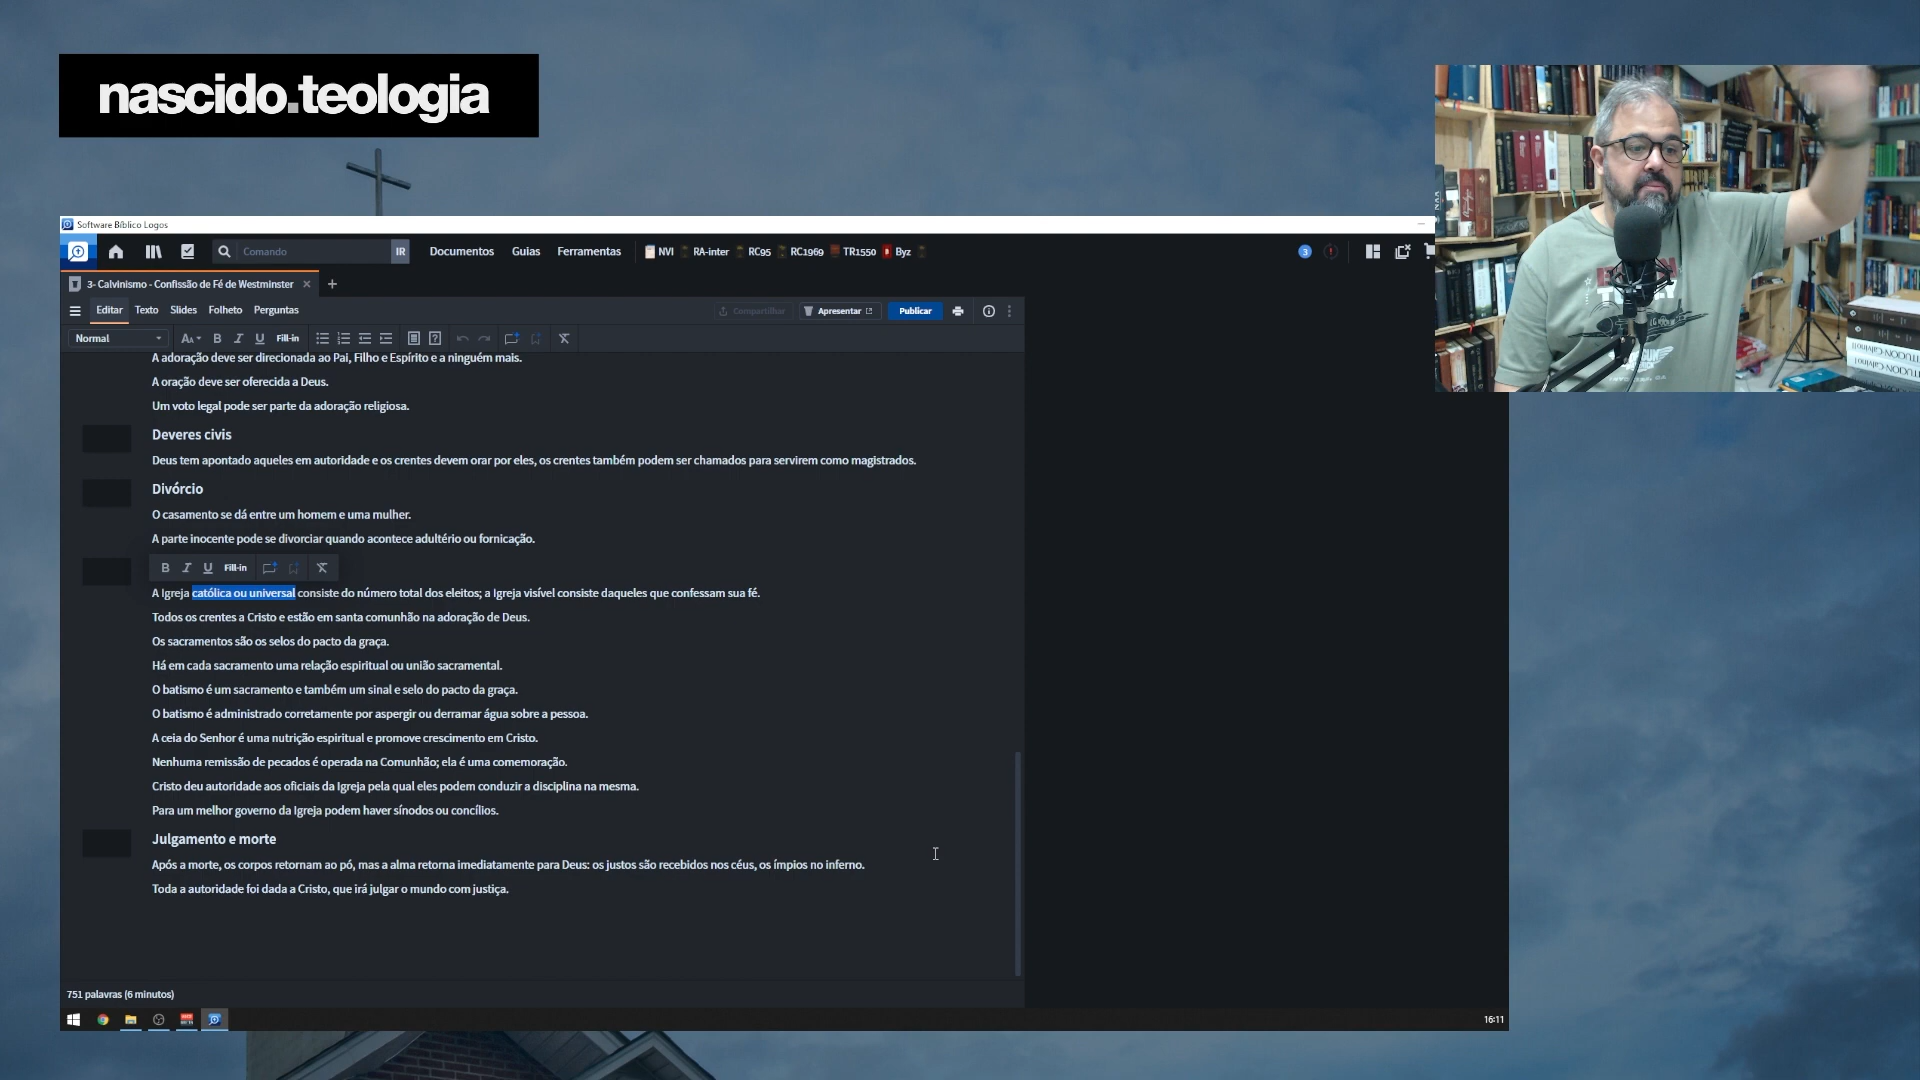 nascido.teologia
Software Bíblico Logos
Comando
IR
Documentos Guias Ferramentas
NVI RA-inter RC95 RC1969 TR1550 Byz
3
3- Calvinismo - Confissão de Fé de Westminster
Editar Texto Slides Folheto Perguntas
Compartilhar Apresentar Publicar
Normal
B I U Fill-in
A adoração deve ser direcionada ao Pai, Filho e Espírito e a ninguém mais.
A oração deve ser oferecida a Deus.
Um voto legal pode ser parte da adoração religiosa.
Deveres civis
Deus tem apontado aqueles em autoridade e os crentes devem orar por eles, os crentes também podem ser chamados para servirem como magistrados.
Divórcio
O casamento se dá entre um homem e uma mulher.
A parte inocente pode se divorciar quando acontece adultério ou fornicação.
B I U Fill-in
A Igreja católica ou universal consiste do número total dos eleitos; a Igreja visível consiste daqueles que confessam sua fé.
Todos os crentes a Cristo e estão em santa comunhão na adoração de Deus.
Os sacramentos são os selos do pacto da graça.
Há em cada sacramento uma relação espiritual ou união sacramental.
O batismo é um sacramento e também um sinal e selo do pacto da graça.
O batismo é administrado corretamente por aspergir ou derramar água sobre a pessoa.
A ceia do Senhor é uma nutrição espiritual e promove crescimento em Cristo.
Nenhuma remissão de pecados é operada na Comunhão; ela é uma comemoração.
Cristo deu autoridade aos oficiais da Igreja pela qual eles podem conduzir a disciplina na mesma.
Para um melhor governo da Igreja podem haver sínodos ou concílios.
Julgamento e morte
Após a morte, os corpos retornam ao pó, mas a alma retorna imediatamente para Deus: os justos são recebidos nos céus, os ímpios no inferno.
Toda a autoridade foi dada a Cristo, que irá julgar o mundo com justiça.
751 palavras (6 minutos)
16:11